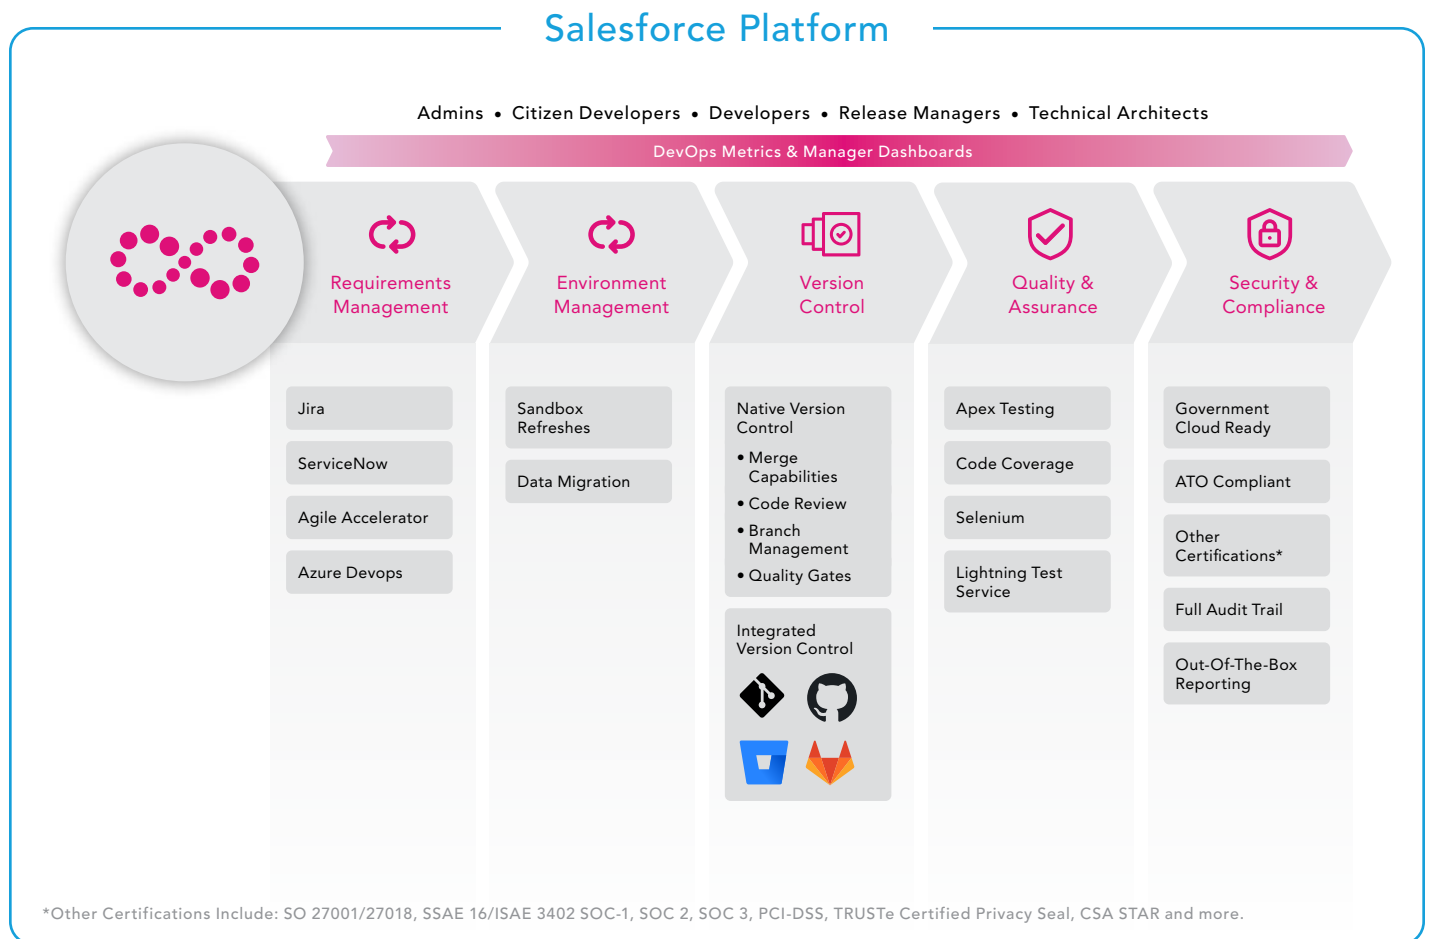 Salesforce Platform
Admins • Citizen Developers • Developers • Release Managers • Technical Architects
DevOps Metrics & Manager Dashboards
Requirements
Management
Environment
Management
Version
Control
Quality &
Assurance
Security &
Compliance
Jira
ServiceNow
Agile Accelerator
Azure Devops
Sandbox
Refreshes
Data Migration
Native Version
Control
• Merge
Capabilities
• Code Review
• Branch
Management
• Quality Gates
Integrated
Version Control
Apex Testing
Code Coverage
Selenium
Lightning Test
Service
Government
Cloud Ready
ATO Compliant
Other
Certifications*
Full Audit Trail
Out-Of-The-Box
Reporting
*Other Certifications Include: SO 27001/27018, SSAE 16/ISAE 3402 SOC-1, SOC 2, SOC 3, PCI-DSS, TRUSTe Certified Privacy Seal, CSA STAR and more.